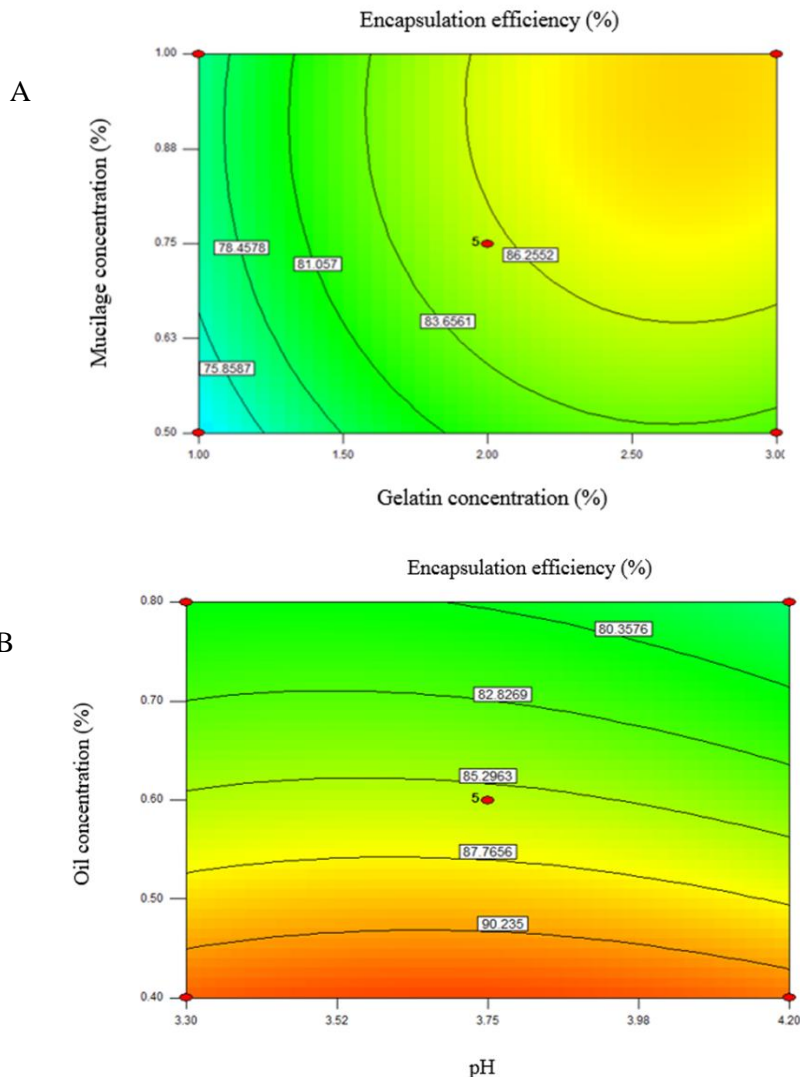 Encapsulation efficiency (%)
A
1.00
0.88
0.75
0.63
0.50
Mucilage concentration (%)
78.4578
81.057
5
86.2552
83.6561
75.8587
1.00 1.50 2.00 2.50 3.00
Gelatin concentration (%)
Encapsulation efficiency (%)
B
0.80
0.70
0.60
0.50
0.40
Oil concentration (%)
80.3576
82.8269
85.2963
5
87.7656
90.235
3.30 3.52 3.75 3.98 4.20
pH